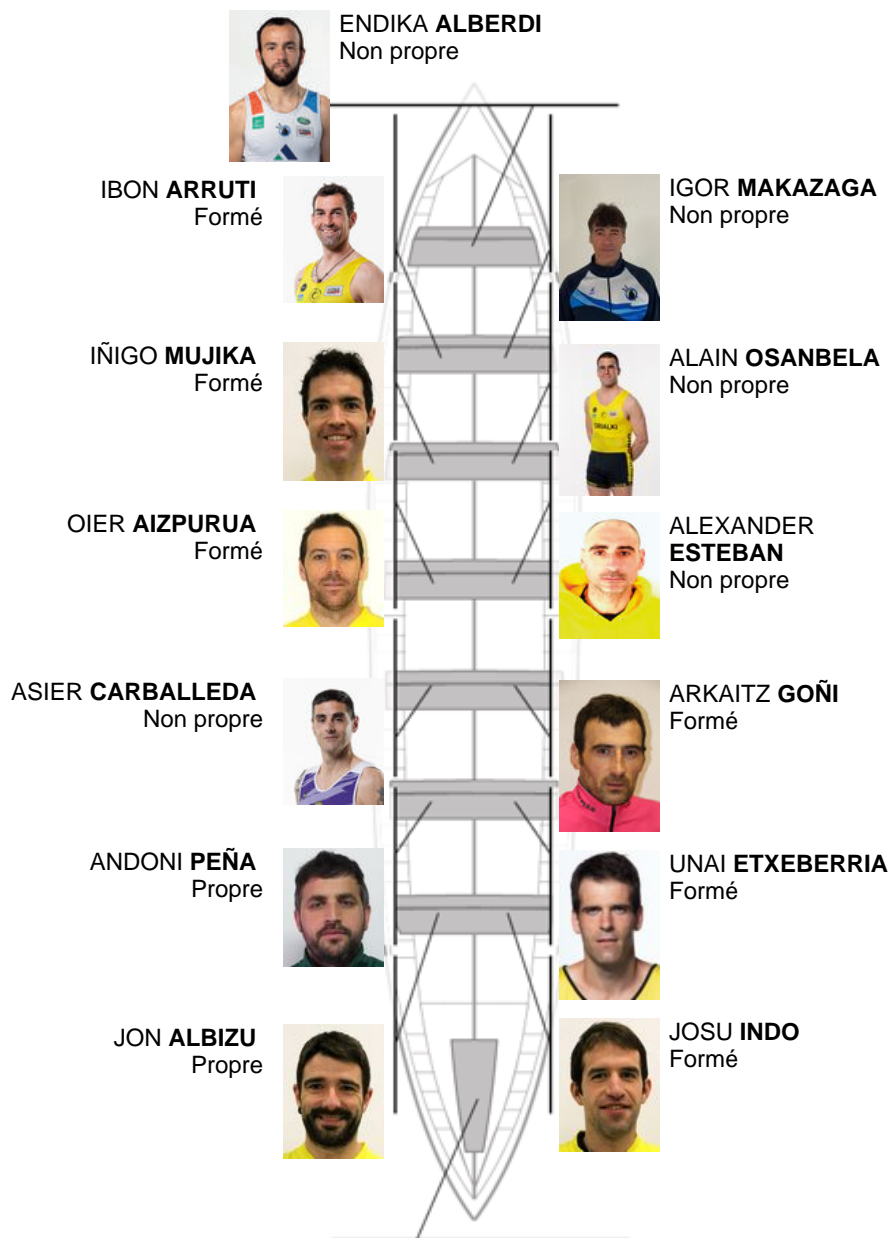 ENDIKA ALBERDI
Non propre
IBON ARRUTI
Formé
IGOR MAKAZAGA
Non propre
IÑIGO MUJIKA
Formé
ALAIN OSANBELA
Non propre
OIER AIZPURUA
Formé
ALEXANDER
ESTEBAN
Non propre
ASIER CARBALLEDA
Non propre
ARKAITZ GOÑI
Formé
ANDONI PEÑA
Propre
UNAI ETXEBERRIA
Formé
JON ALBIZU
Propre
JOSU INDO
Formé